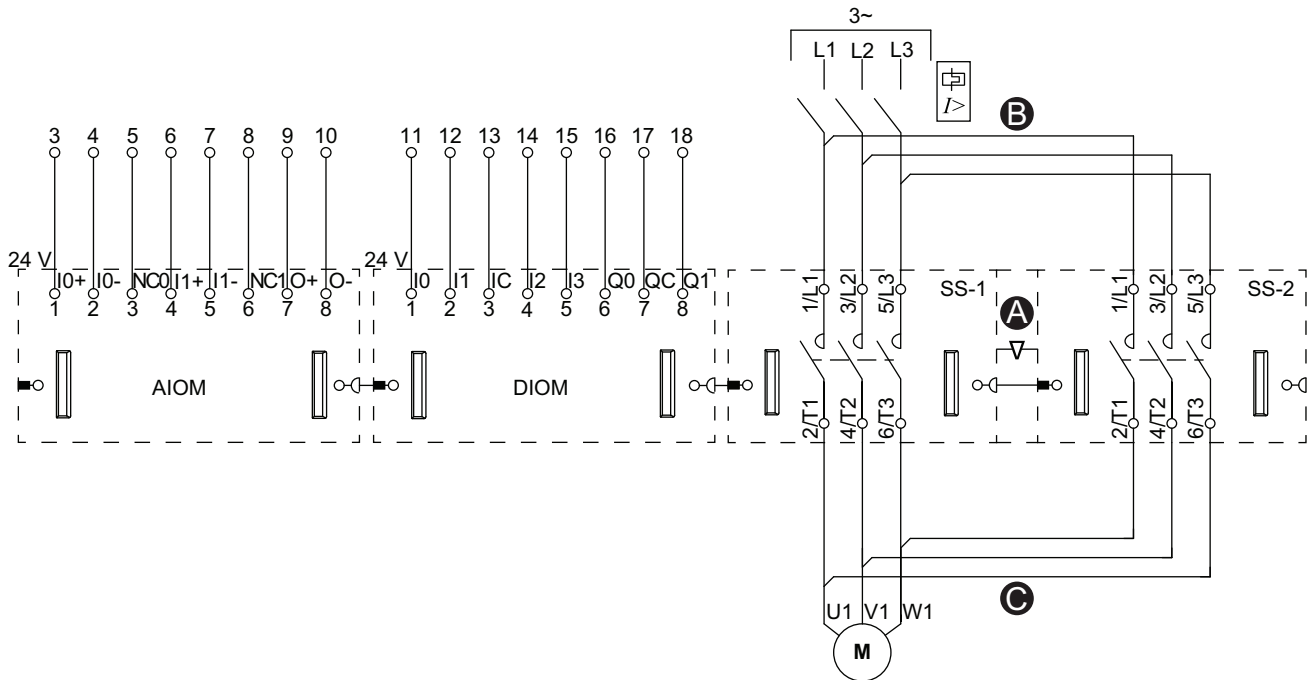 3~
L1 L2 L3
I>
B
3 4 5 6 7 8 9 10 11 12 13 14 15 16 17 18
24 V 24 V
I0+ I0- NC0 I1+ I1- NC1 O+ O- I0 I1 IC I2 I3 Q0 QC Q1
1/L1 3/L2 5/L3 SS-1 1/L1 3/L2 5/L3 SS-2
1 2 3 4 5 6 7 8 1 2 3 4 5 6 7 8
A
AIOM DIOM
2/T1 4/T2 6/T3 2/T1 4/T2 6/T3
C
U1 V1 W1
M